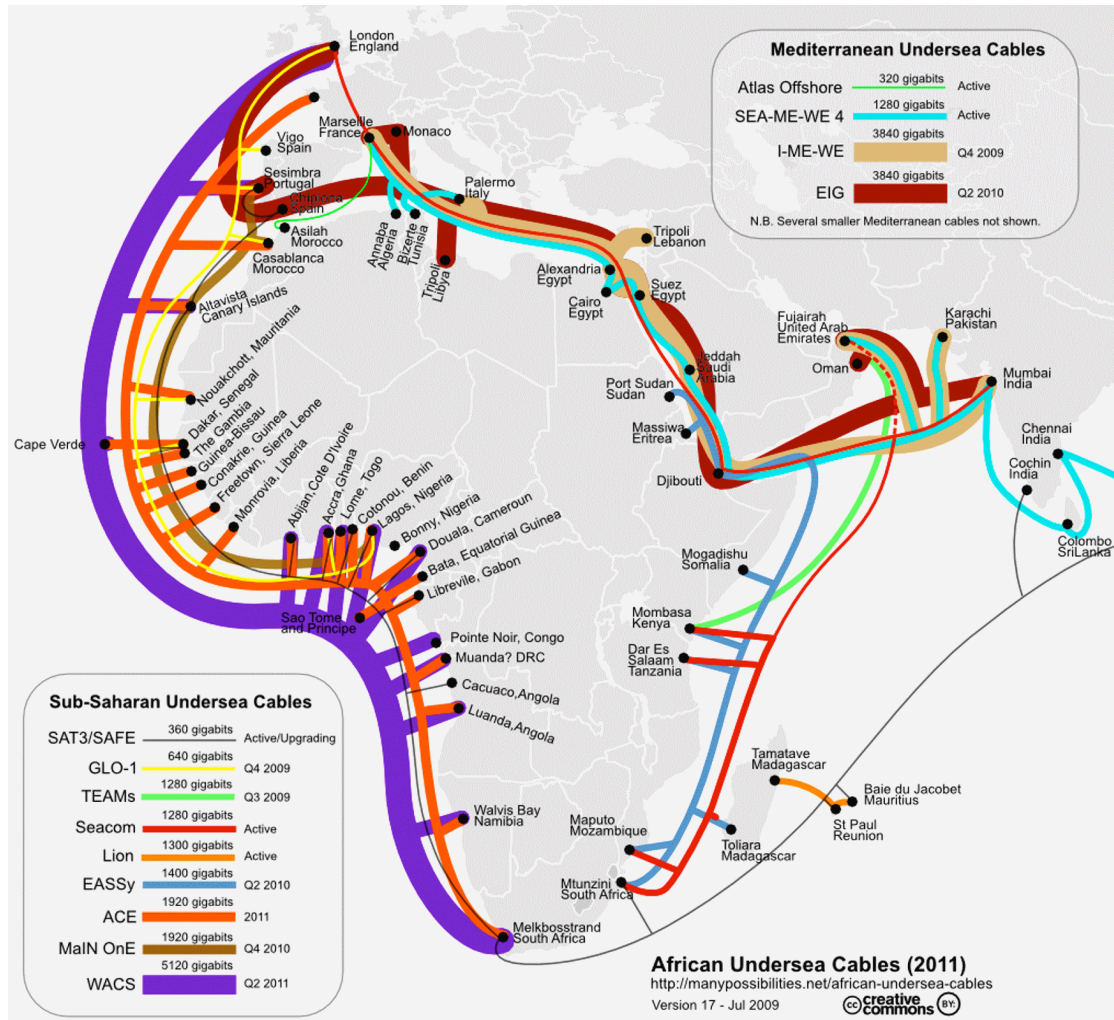 London
England
Mediterranean Undersea Cables
Atlas Offshore
320 gigabits
Active
SEA-ME-WE 4
1280 gigabits
Active
I-ME-WE
3840 gigabits
Q4 2009
EIG
3840 gigabits
Q2 2010
N.B. Several smaller Mediterranean cables not shown.
Marseille
France
Monaco
Vigo
Spain
Sesimbra
Portugal
Chipiona
Spain
Palermo
Italy
Asilah
Morocco
Casablanca
Morocco
Annaba
Algeria
Bizerte
Tunisia
Tripoli
Libya
Tripoli
Lebanon
Alexandria
Egypt
Cairo
Egypt
Suez
Egypt
Altavista
Canary Islands
Fujairah
United Arab
Emirates
Karachi
Pakistan
Oman
Jeddah
Saudi
Arabia
Port Sudan
Sudan
Massiwa
Eritrea
Mumbai
India
Chennai
India
Cochin
India
Colombo
SriLanka
Djibouti
Nouakchott, Mauritania
Dakar, Senegal
Cape Verde
The Gambia
Guinea-Bissau
Conakrie, Guinea
Freetown, Sierra Leone
Monrovia, Liberia
Abijan,Cote D'Ivoire
Accra,Ghana
Lome, Togo
Cotonou, Benin
Lagos, Nigeria
Bonny, Nigeria
Douala, Cameroun
Bata, Equatorial Guinea
Libreville, Gabon
Sao Tome
and Principe
Mogadishu
Somalia
Mombasa
Kenya
Dar Es
Salaam
Tanzania
Pointe Noir, Congo
Muanda? DRC
Cacuaco,Angola
Luanda,Angola
Walvis Bay
Namibia
Tamatave
Madagascar
Baie du Jacobet
Mauritius
St Paul
Reunion
Toliara
Madagascar
Maputo
Mozambique
Mtunzini
South Africa
Melkbosstrand
South Africa
Sub-Saharan Undersea Cables
SAT3/SAFE
360 gigabits
Active/Upgrading
GLO-1
640 gigabits
Q4 2009
TEAMs
1280 gigabits
Q3 2009
Seacom
1280 gigabits
Active
Lion
1300 gigabits
Active
EASSy
1400 gigabits
Q2 2010
ACE
1920 gigabits
2011
MaIN OnE
1920 gigabits
Q4 2010
WACS
5120 gigabits
Q2 2011
African Undersea Cables (2011)
http://manypossibilities.net/african-undersea-cables
Version 17 - Jul 2009
cc creative
commons
BY: